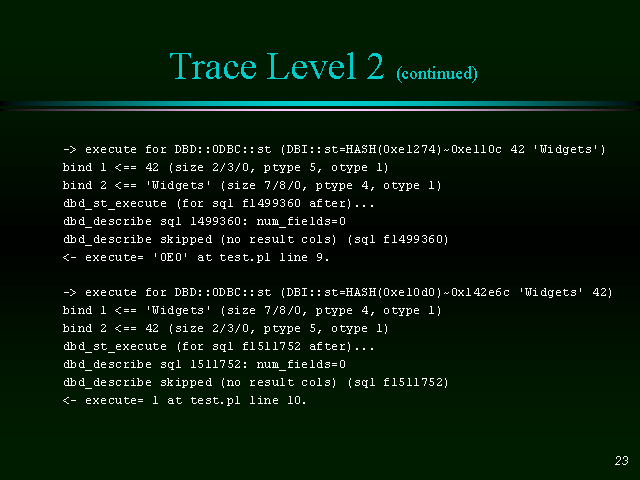 Trace Level 2 (continued)
-> execute for DBD::ODBC::st (DBI::st=HASH(0xe1274)~0xe110c 42 'Widgets')
bind 1 <== 42 (size 2/3/0, ptype 5, otype 1)
bind 2 <== 'Widgets' (size 7/8/0, ptype 4, otype 1)
dbd_st_execute (for sql f1499360 after)...
dbd_describe sql 1499360: num_fields=0
dbd_describe skipped (no result cols) (sql f1499360)
<- execute= '0E0' at test.pl line 9.
-> execute for DBD::ODBC::st (DBI::st=HASH(0xe10d0)~0x142e6c 'Widgets' 42)
bind 1 <== 'Widgets' (size 7/8/0, ptype 4, otype 1)
bind 2 <== 42 (size 2/3/0, ptype 5, otype 1)
dbd_st_execute (for sql f1511752 after)...
dbd_describe sql 1511752: num_fields=0
dbd_describe skipped (no result cols) (sql f1511752)
<- execute= 1 at test.pl line 10.
23